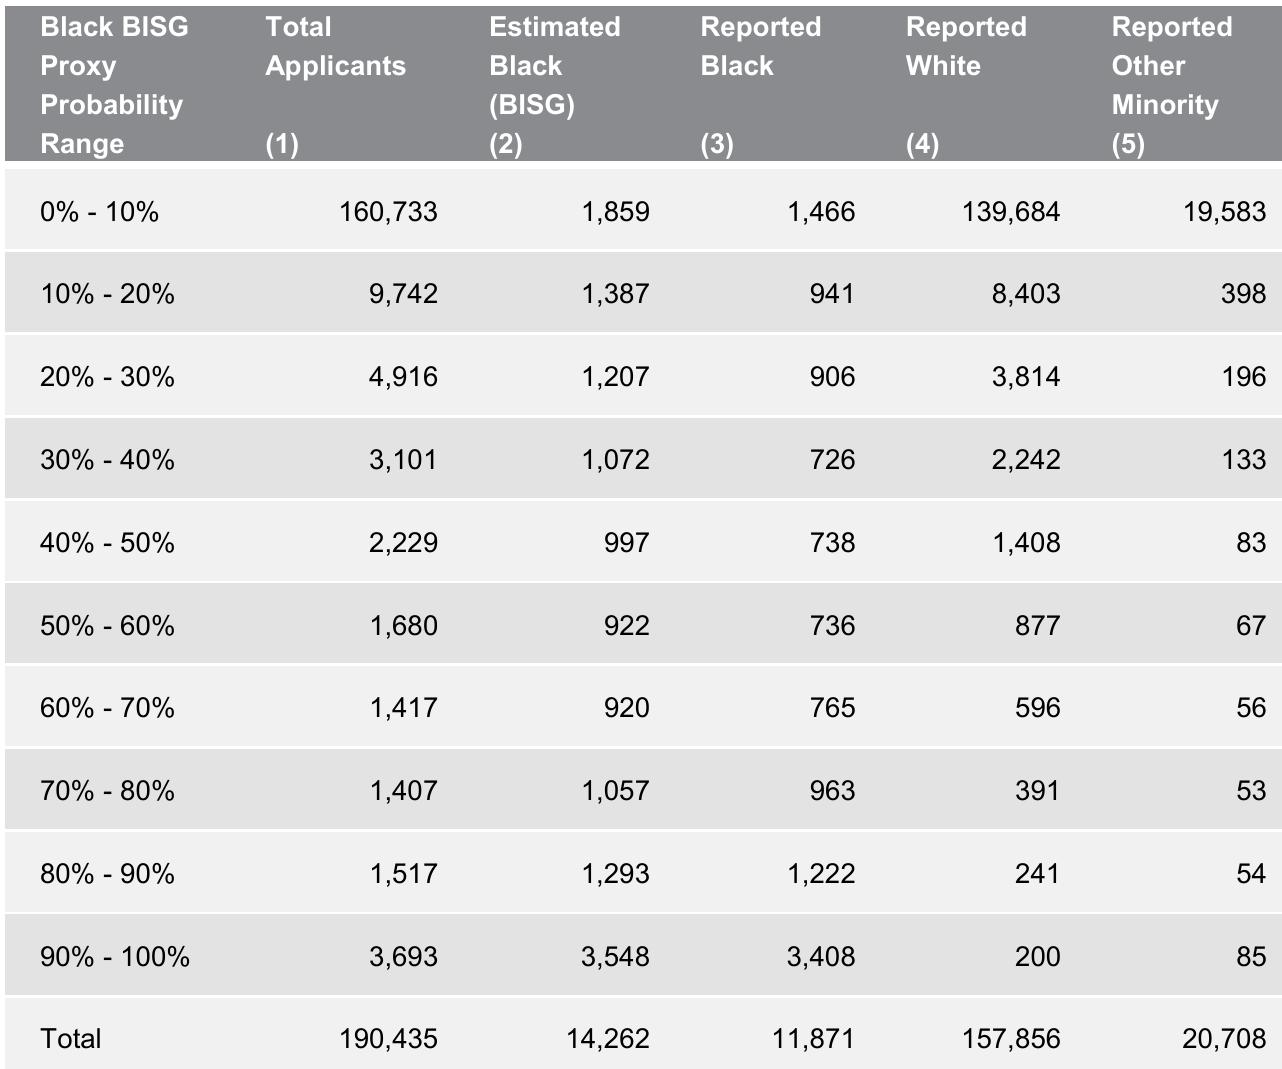 Black BISG Proxy Probability Range | Total Applicants (1) | Estimated Black (BISG) (2) | Reported Black (3) | Reported White (4) | Reported Other Minority (5)
0% - 10% 160,733 1,859 1,466 139,684 19,583
10% - 20% 9,742 1,387 941 8,403 398
20% - 30% 4,916 1,207 906 3,814 196
30% - 40% 3,101 1,072 726 2,242 133
40% - 50% 2,229 997 738 1,408 83
50% - 60% 1,680 922 736 877 67
60% - 70% 1,417 920 765 596 56
70% - 80% 1,407 1,057 963 391 53
80% - 90% 1,517 1,293 1,222 241 54
90% - 100% 3,693 3,548 3,408 200 85
Total 190,435 14,262 11,871 157,856 20,708